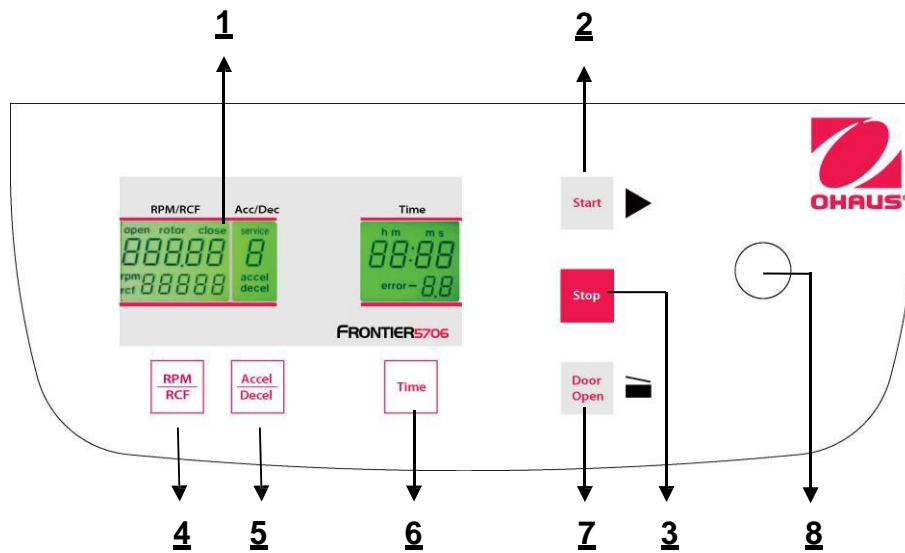 1 2
RPM/RCF Acc/Dec Time
open rotor close service h m m s
88888 8 88:88
rpm rcf 88888 accel decel error- 8.8
FRONTIER5706
Start
Stop
Door
Open
OHAUS
RPM
RCF
Accel
Decel
Time
4 5 6 7 3 8